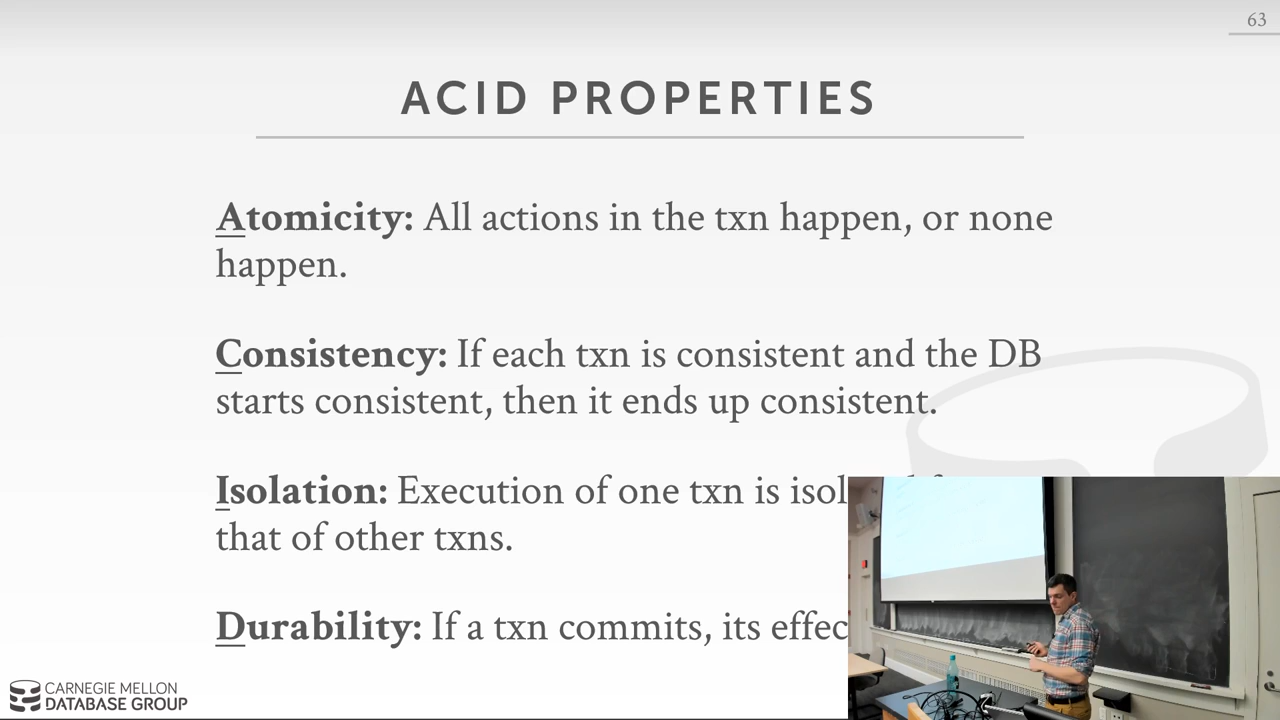 63
ACID PROPERTIES
Atomicity: All actions in the txn happen, or none
happen.
Consistency: If each txn is consistent and the DB
starts consistent, then it ends up consistent.
Isolation: Execution of one txn is
that of other txns.
Durability: If a txn commits, its
CARNEGIE MELLON
DATABASE GROUP